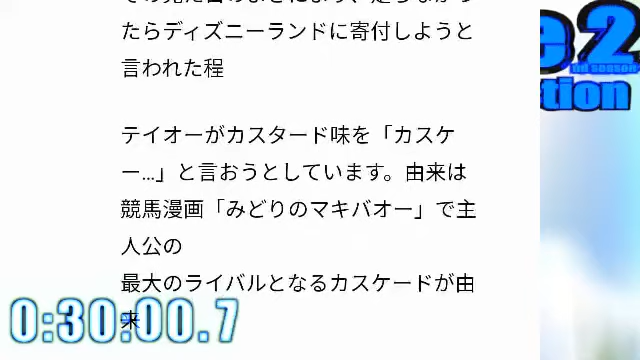 たらディズニーランドに寄付しようと
言われた程
テイオーがカスタード味を「カスケ
ー…」と言おうとしています。由来は
競馬漫画「みどりのマキバオー」で主
人公の
最大のライバルとなるカスケードが由
来
0:30:00.7
e 2
nd season
tion